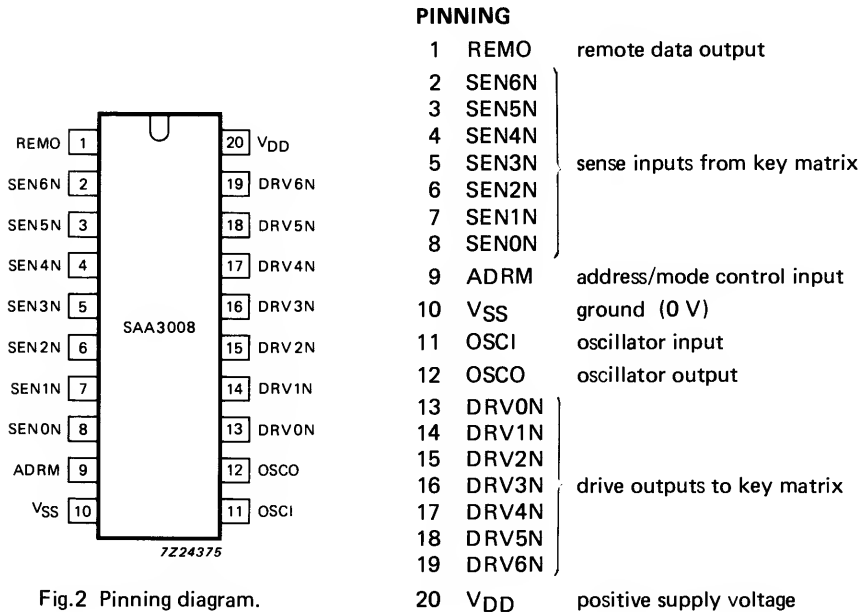 PINNING
1 REMO remote data output
2 SEN6N
3 SEN5N
4 SEN4N
5 SEN3N sense inputs from key matrix
6 SEN2N
7 SEN1N
8 SEN0N
9 ADRM address/mode control input
10 VSS ground (0 V)
11 OSCI oscillator input
12 OSCO oscillator output
13 DRV0N
14 DRV1N
15 DRV2N
16 DRV3N drive outputs to key matrix
17 DRV4N
18 DRV5N
19 DRV6N
20 VDD positive supply voltage
REMO 1 20 VDD
SEN6N 2 19 DRV6N
SEN5N 3 18 DRV5N
SEN4N 4 17 DRV4N
SEN3N 5 16 DRV3N
SAA3008
SEN2N 6 15 DRV2N
SEN1N 7 14 DRV1N
SEN0N 8 13 DRV0N
ADRM 9 12 OSCO
VSS 10 11 OSCI
7Z24375
Fig.2 Pinning diagram.